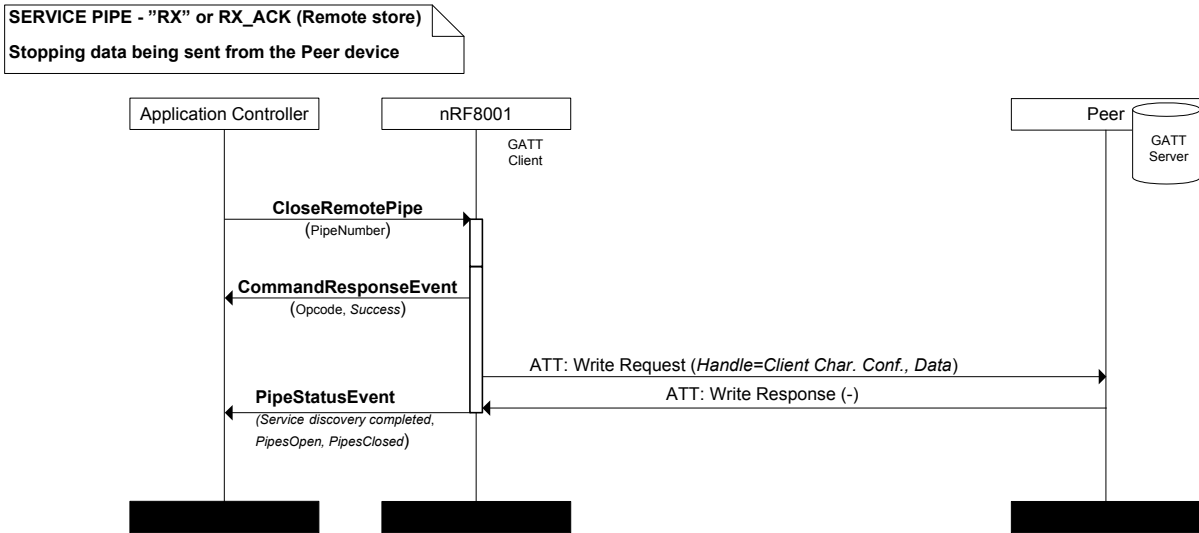 SERVICE PIPE - ”RX” or RX_ACK (Remote store)
Stopping data being sent from the Peer device
Application Controller
nRF8001
Peer
GATT
Client
GATT
Server
CloseRemotePipe
(PipeNumber)
CommandResponseEvent
(Opcode, Success)
ATT: Write Request (Handle=Client Char. Conf., Data)
ATT: Write Response (-)
PipeStatusEvent
(Service discovery completed,
PipesOpen, PipesClosed)